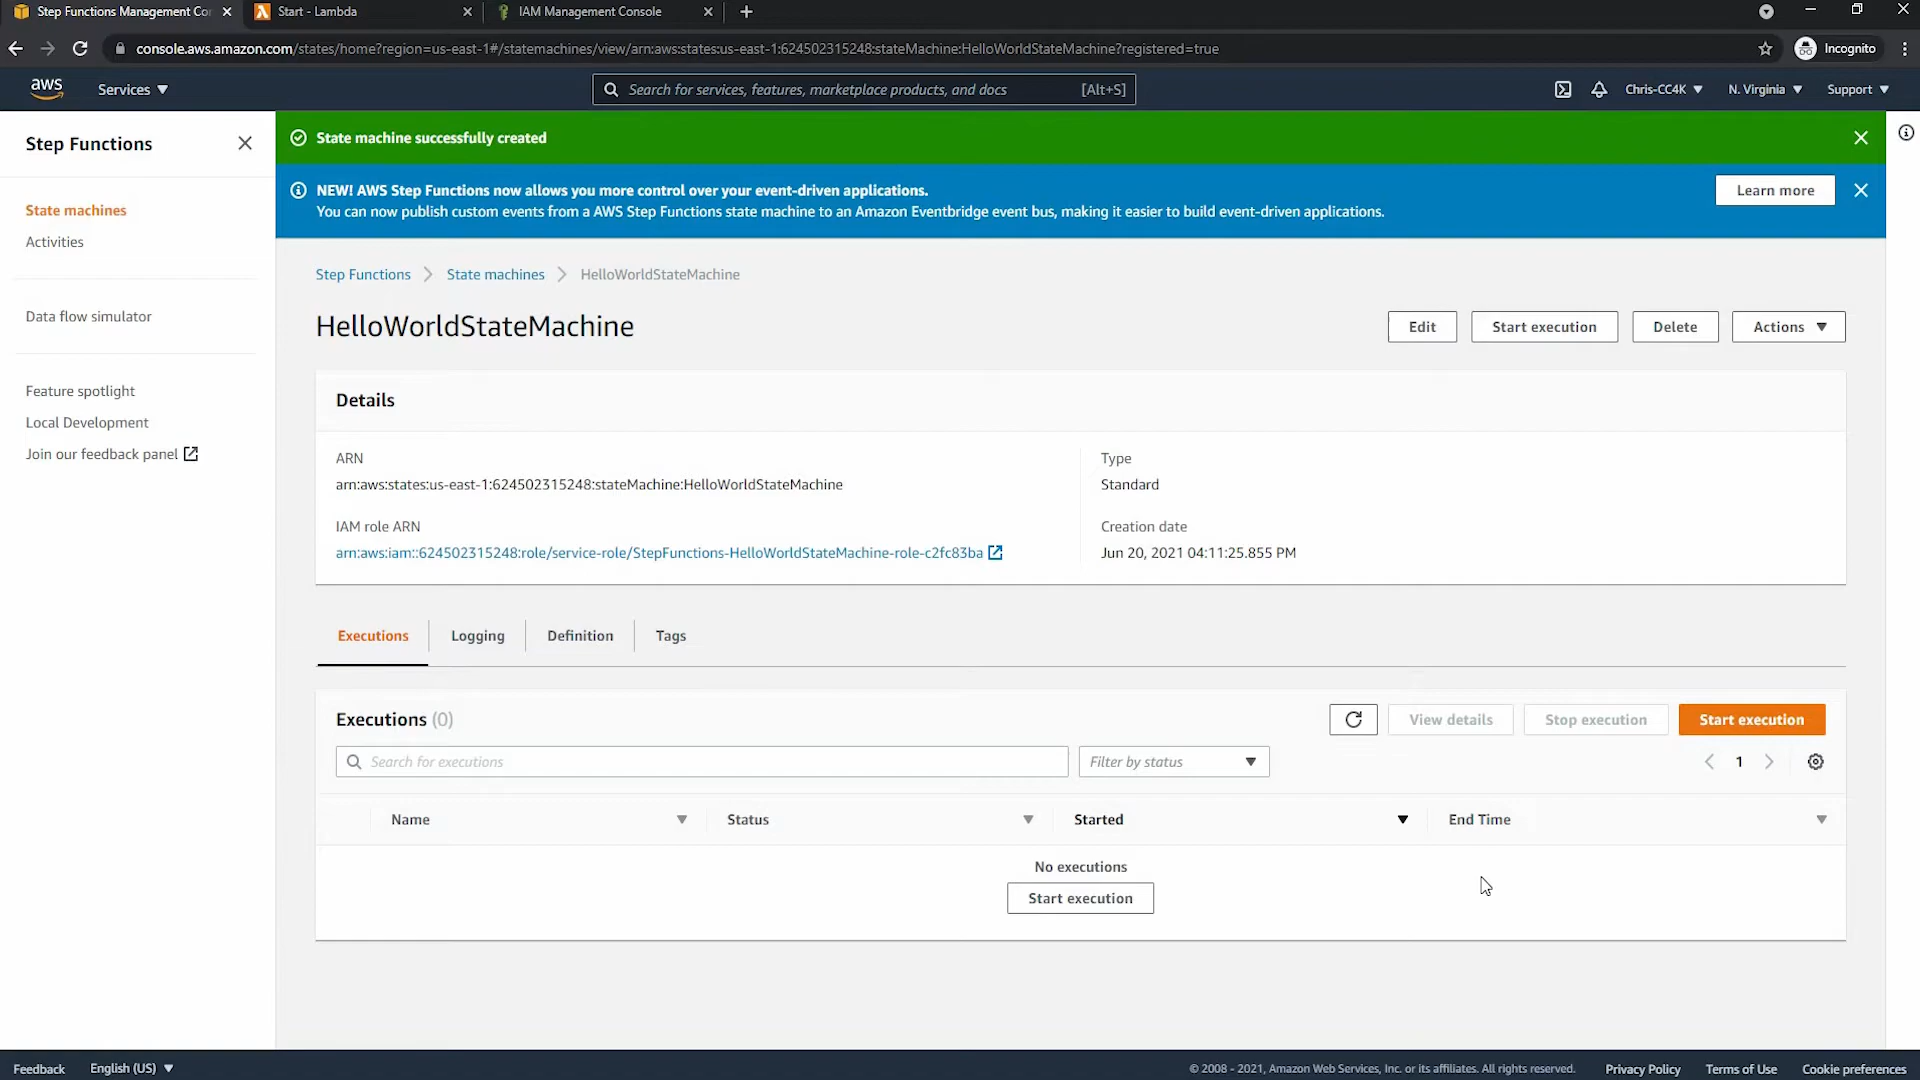 Step Functions Management Co
Start - Lambda
IAM Management Console
console.aws.amazon.com/states/home?region=us-east-1#/statemachines/view/arn:aws:states:us-east-1:624502315248:stateMachine:HelloWorldStateMachine?registered=true
Incognito
aws
Services
Search for services, features, marketplace products, and docs
[Alt+S]
Chris-CC4K
N. Virginia
Support
Step Functions
State machines
Activities
Data flow simulator
Feature spotlight
Local Development
Join our feedback panel
State machine successfully created
NEW! AWS Step Functions now allows you more control over your event-driven applications.
You can now publish custom events from a AWS Step Functions state machine to an Amazon Eventbridge event bus, making it easier to build event-driven applications.
Learn more
Step Functions
State machines
HelloWorldStateMachine
HelloWorldStateMachine
Edit
Start execution
Delete
Actions
Details
ARN
arn:aws:states:us-east-1:624502315248:stateMachine:HelloWorldStateMachine
IAM role ARN
arn:aws:iam::624502315248:role/service-role/StepFunctions-HelloWorldStateMachine-role-c2fc83ba
Type
Standard
Creation date
Jun 20, 2021 04:11:25.855 PM
Executions
Logging
Definition
Tags
Executions (0)
View details
Stop execution
Start execution
Search for executions
Filter by status
1
Name
Status
Started
End Time
No executions
Start execution
Feedback
English (US)
© 2008 - 2021, Amazon Web Services, Inc. or its affiliates. All rights reserved.
Privacy Policy
Terms of Use
Cookie preferences